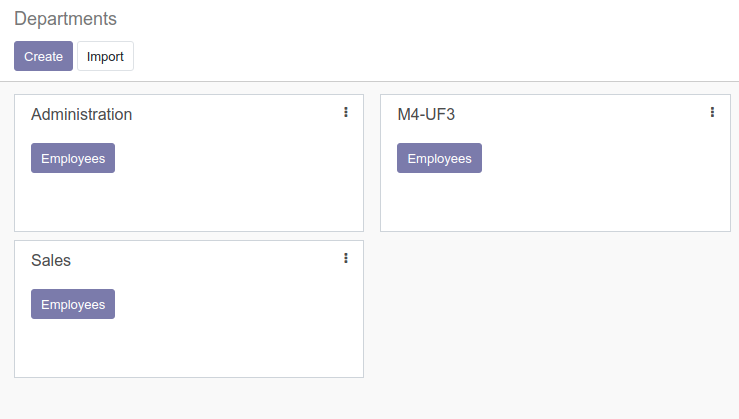 Departments
Create Import
Administration
Employees
M4-UF3
Employees
Sales
Employees